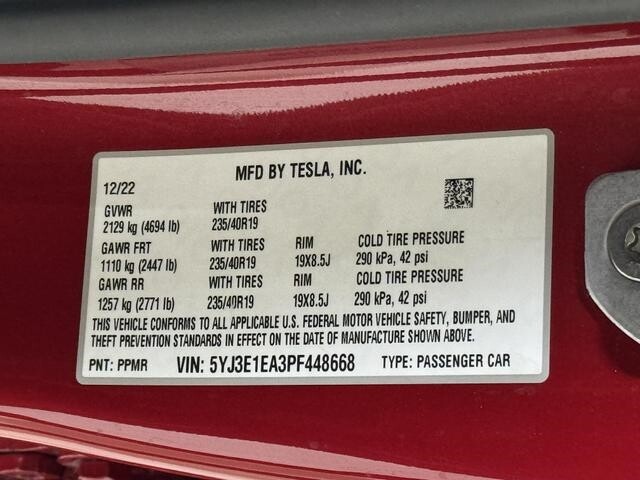 MFD BY TESLA, INC.
12/22
GVWR WITH TIRES
2129 kg (4694 lb) 235/40R19
GAWR FRT WITH TIRES RIM COLD TIRE PRESSURE
1110 kg (2447 lb) 235/40R19 19X8.5J 290 kPa, 42 psi
GAWR RR WITH TIRES RIM COLD TIRE PRESSURE
1257 kg (2771 lb) 235/40R19 19X8.5J 290 kPa, 42 psi
THIS VEHICLE CONFORMS TO ALL APPLICABLE U.S. FEDERAL MOTOR VEHICLE SAFETY, BUMPER, AND
THEFT PREVENTION STANDARDS IN EFFECT ON THE DATE OF MANUFACTURE SHOWN ABOVE.
PNT: PPMR VIN: 5YJ3E1EA3PF448668 TYPE: PASSENGER CAR